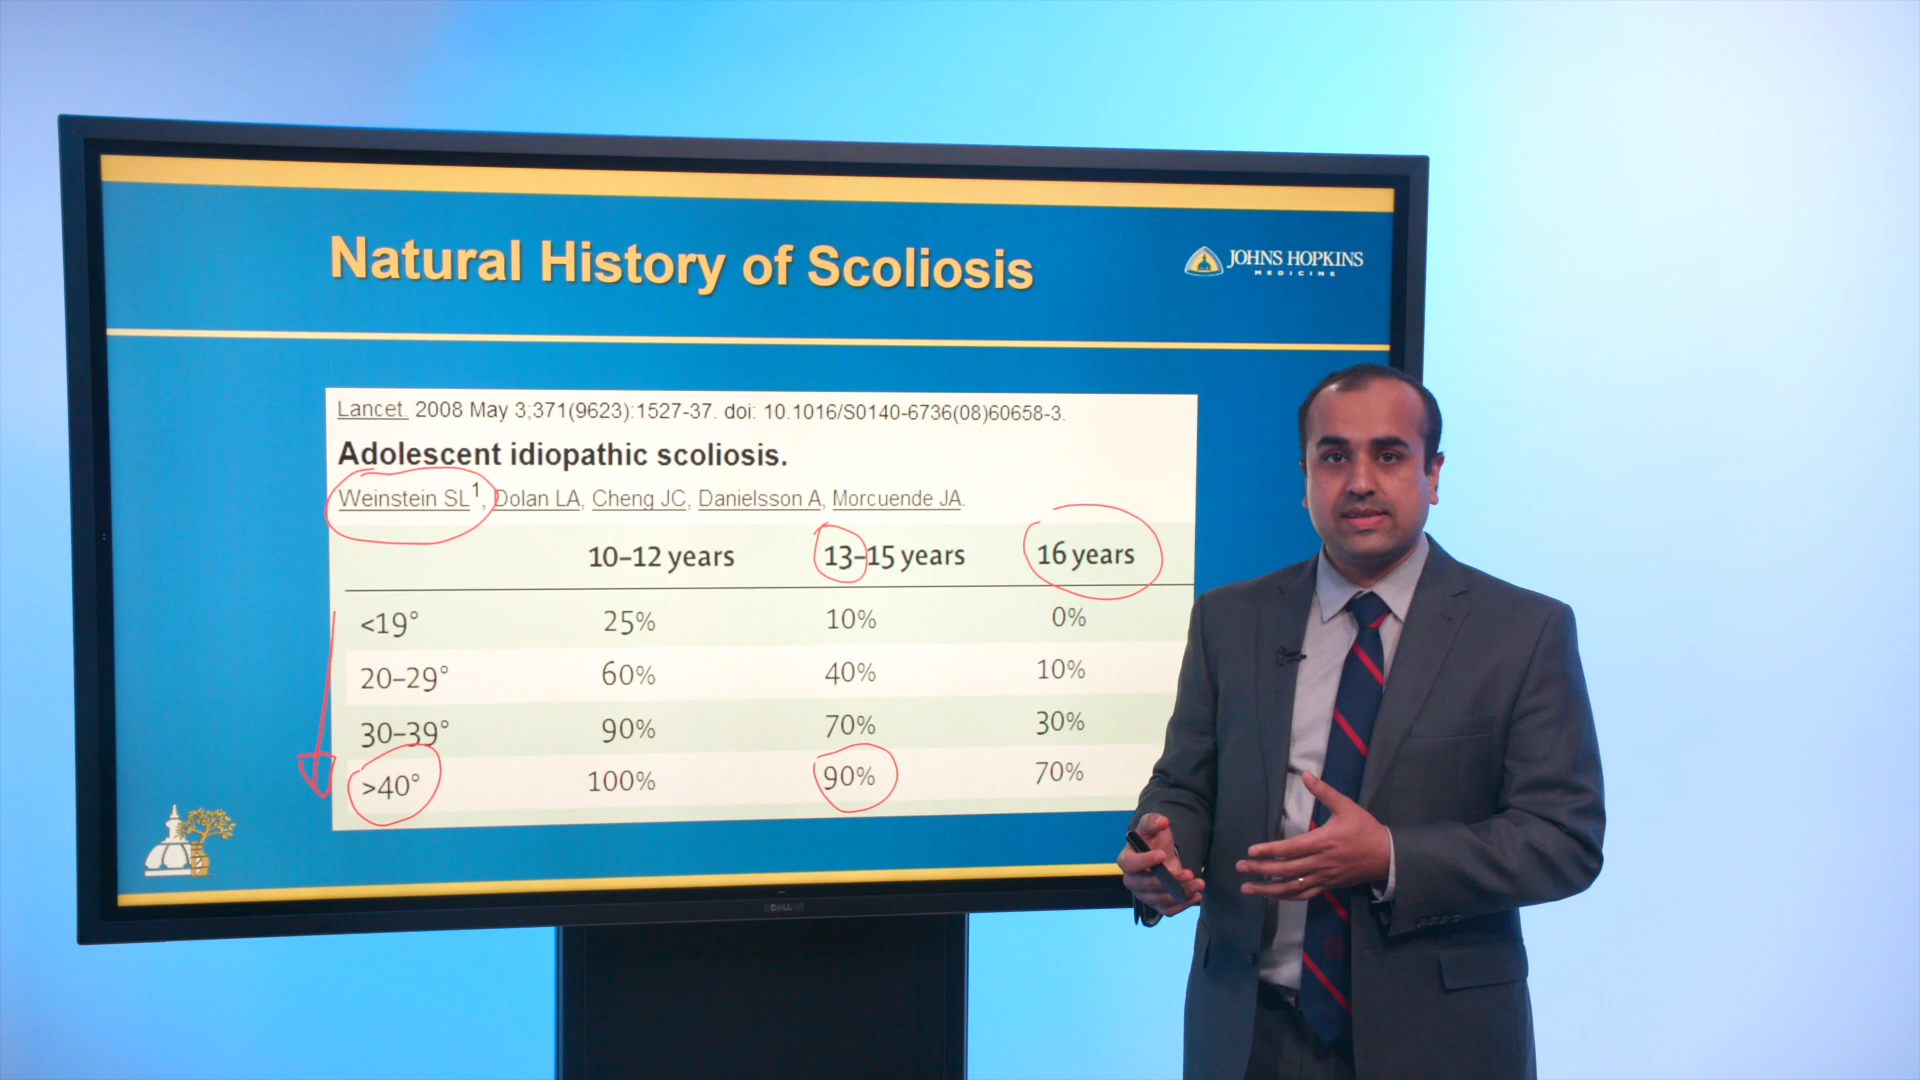 Natural History of Scoliosis
JOHNS HOPKINS
MEDICINE
Lancet. 2008 May 3;371(9623):1527-37. doi: 10.1016/S0140-6736(08)60658-3.
Adolescent idiopathic scoliosis.
Weinstein SL1, Dolan LA, Cheng JC, Danielsson A, Morcuende JA.
10–12 years 13–15 years 16 years
<19° 25% 10% 0%
20–29° 60% 40% 10%
30–39° 90% 70% 30%
>40° 100% 90% 70%
DELL